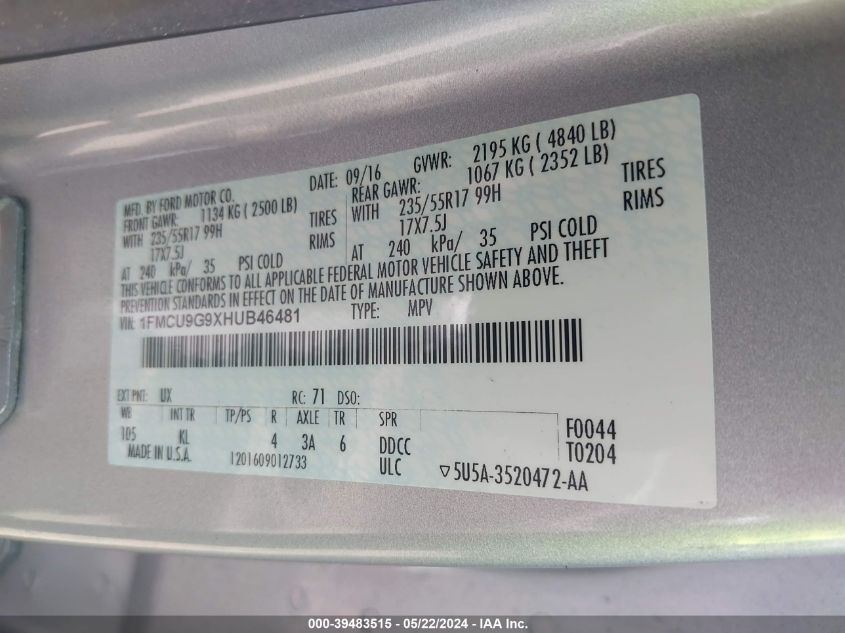 MFD. BY FORD MOTOR CO. DATE: 09/16 GVWR: 2195 KG ( 4840 LB)
FRONT GAWR: 1134 KG ( 2500 LB) REAR GAWR: 1067 KG ( 2352 LB)
WITH 235/55R17 99H TIRES WITH 235/55R17 99H TIRES
17X7.5J RIMS 17X7.5J RIMS
AT 240 kPa/ 35 PSI COLD AT 240 kPa/ 35 PSI COLD
THIS VEHICLE CONFORMS TO ALL APPLICABLE FEDERAL MOTOR VEHICLE SAFETY AND THEFT
PREVENTION STANDARDS IN EFFECT ON THE DATE OF MANUFACTURE SHOWN ABOVE.
VIN: 1FMCU9G9XHUB46481 TYPE: MPV
EXT PNT: UX RC: 71 DSO:
WB INT TR TP/PS R AXLE TR SPR
105 KL 4 3A 6 DDCC F0044
MADE IN U.S.A. 1201609012733 ULC T0204
▽5U5A-3520472-AA
000-39483515 - 05/22/2024 - IAA Inc.